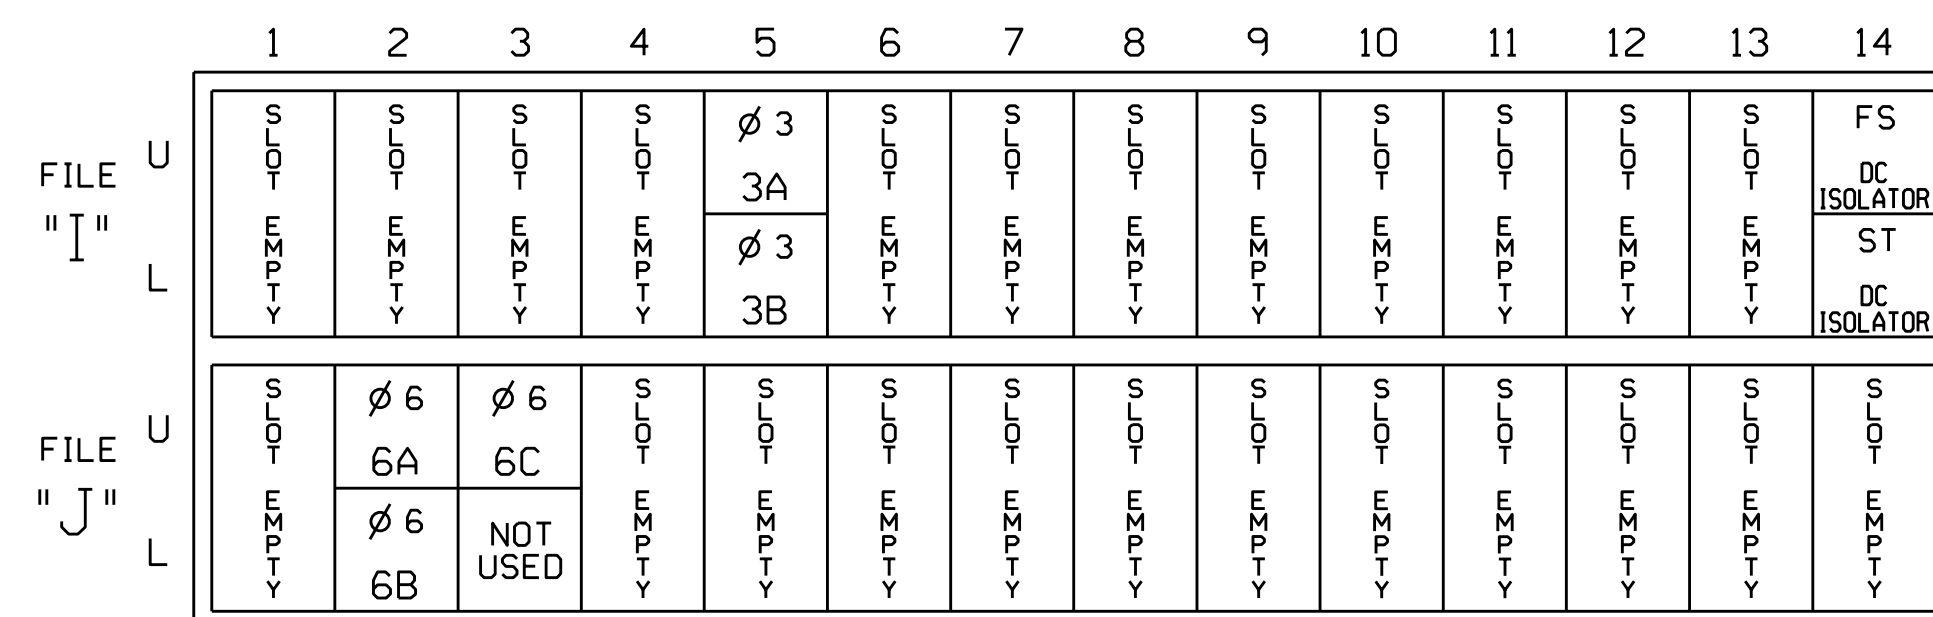 1 2 3 4 5 6 7 8 9 10 11 12 13 14
FILE "I"
U
L
SLOT EMPTY
SLOT EMPTY
SLOT EMPTY
SLOT EMPTY
Ø 3
3A
Ø 3
3B
SLOT EMPTY
SLOT EMPTY
SLOT EMPTY
SLOT EMPTY
SLOT EMPTY
SLOT EMPTY
SLOT EMPTY
SLOT EMPTY
FS
DC
ISOLATOR
ST
DC
ISOLATOR
FILE "J"
U
L
SLOT EMPTY
Ø 6
6A
Ø 6
6B
Ø 6
6C
NOT
USED
SLOT EMPTY
SLOT EMPTY
SLOT EMPTY
SLOT EMPTY
SLOT EMPTY
SLOT EMPTY
SLOT EMPTY
SLOT EMPTY
SLOT EMPTY
SLOT EMPTY
SLOT EMPTY